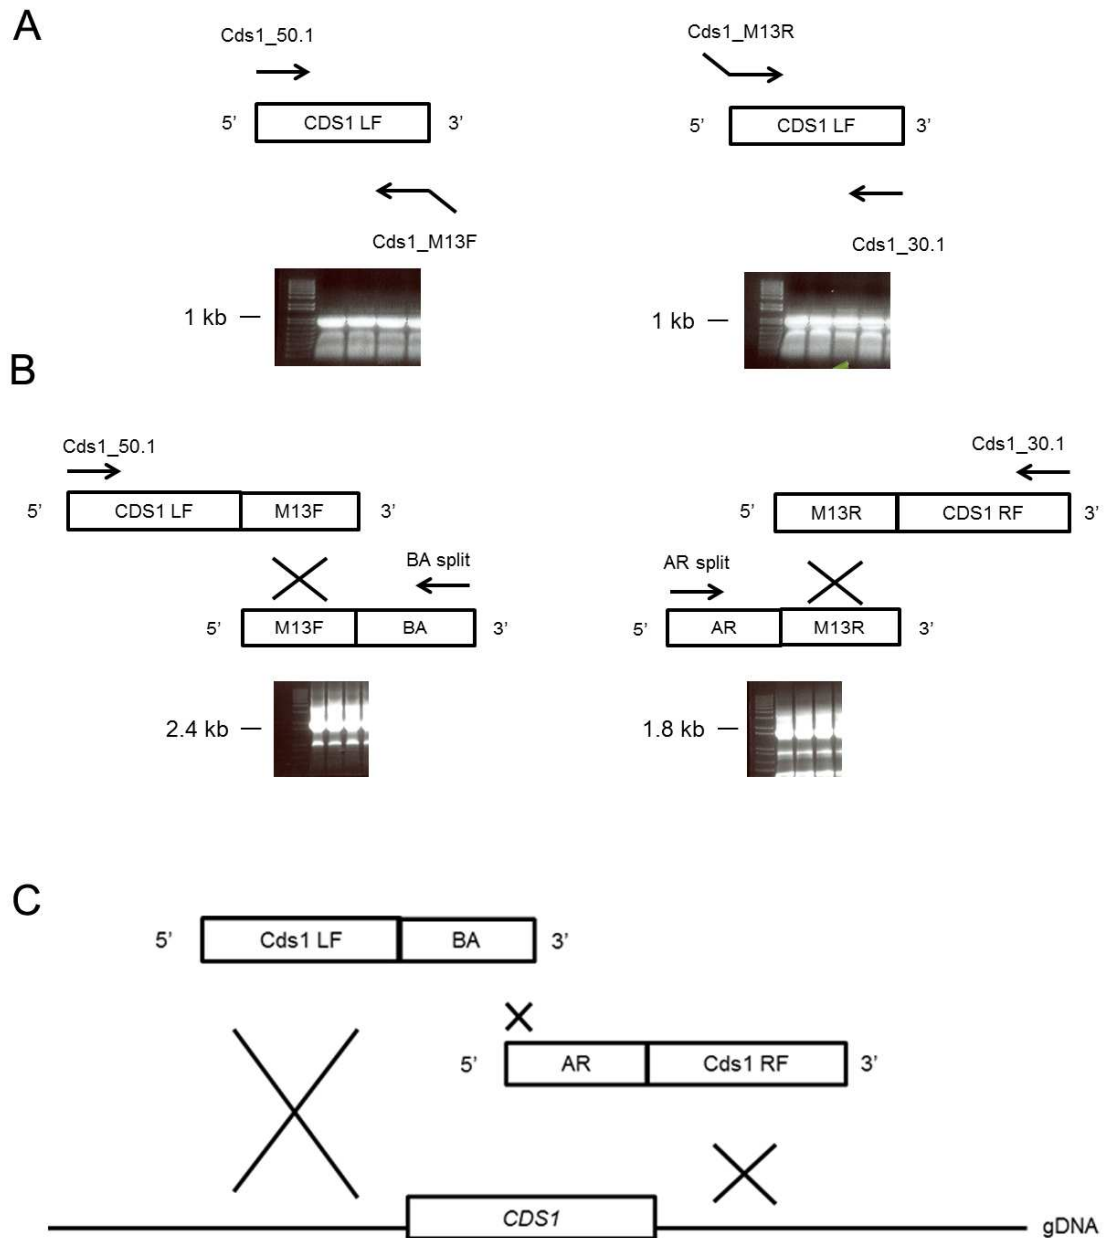 A
Cds1_50.1
5’ CDS1 LF 3’
Cds1_M13F
1 kb
Cds1_M13R
5’ CDS1 LF 3’
Cds1_30.1
1 kb
B
Cds1_50.1
5’ CDS1 LF M13F 3’
BA split
5’ M13F BA 3’
2.4 kb
Cds1_30.1
5’ M13R CDS1 RF 3’
AR split
5’ AR M13R 3’
1.8 kb
C
5’ Cds1 LF BA 3’
5’ AR Cds1 RF 3’
CDS1 gDNA